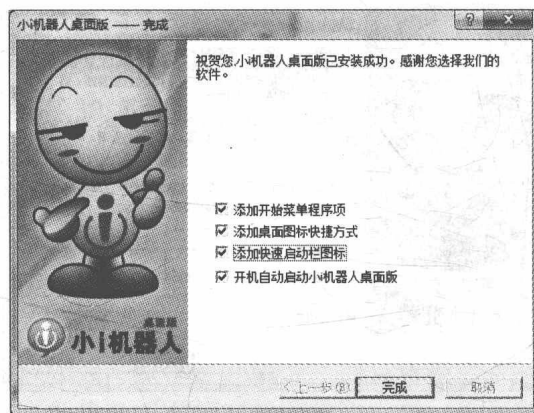 小i机器人桌面版 —— 完成
祝贺您,小i机器人桌面版已安装成功。感谢您选择我们的
软件。
添加开始菜单程序项
添加桌面图标快捷方式
添加快速启动栏图标
开机自动启动小i机器人桌面版
桌面版
小i机器人
<上一步(B)
完成
取消